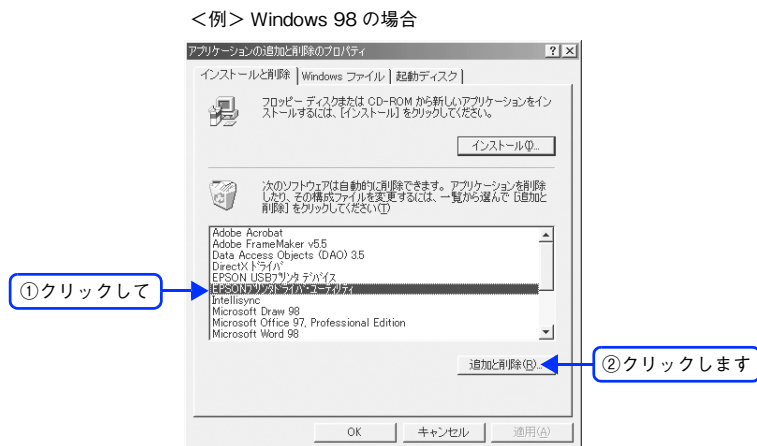 ＜例＞ Windows 98 の場合
アプリケーションの追加と削除のプロパティ
インストールと削除 Windows ファイル 起動ディスク
フロッピー ディスクまたは CD-ROM から新しいアプリケーションをイン
ストールするには、[インストール] をクリックしてください。
インストール(I)...
次のソフトウェアは自動的に削除できます。アプリケーションを削除
したり、その構成ファイルを変更するには、一覧から選んで [追加と
削除] をクリックしてください(T)
Adobe Acrobat
Adobe FrameMaker v5.5
Data Access Objects (DAO) 3.5
DirectX ドライバ
EPSON USBプリンタ デバイス
①クリックして
EPSONプリンタドライバ・ユーティリティ
Intellisync
Microsoft Draw 98
Microsoft Office 97, Professional Edition
Microsoft Word 98
追加と削除(R)...
②クリックします
OK キャンセル 適用(A)